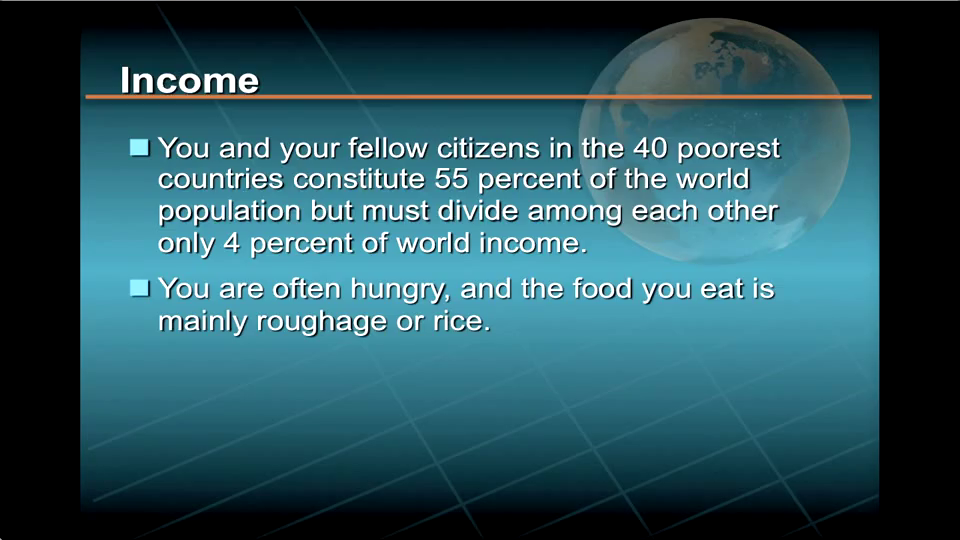 Income
You and your fellow citizens in the 40 poorest
countries constitute 55 percent of the world
population but must divide among each other
only 4 percent of world income.
You are often hungry, and the food you eat is
mainly roughage or rice.